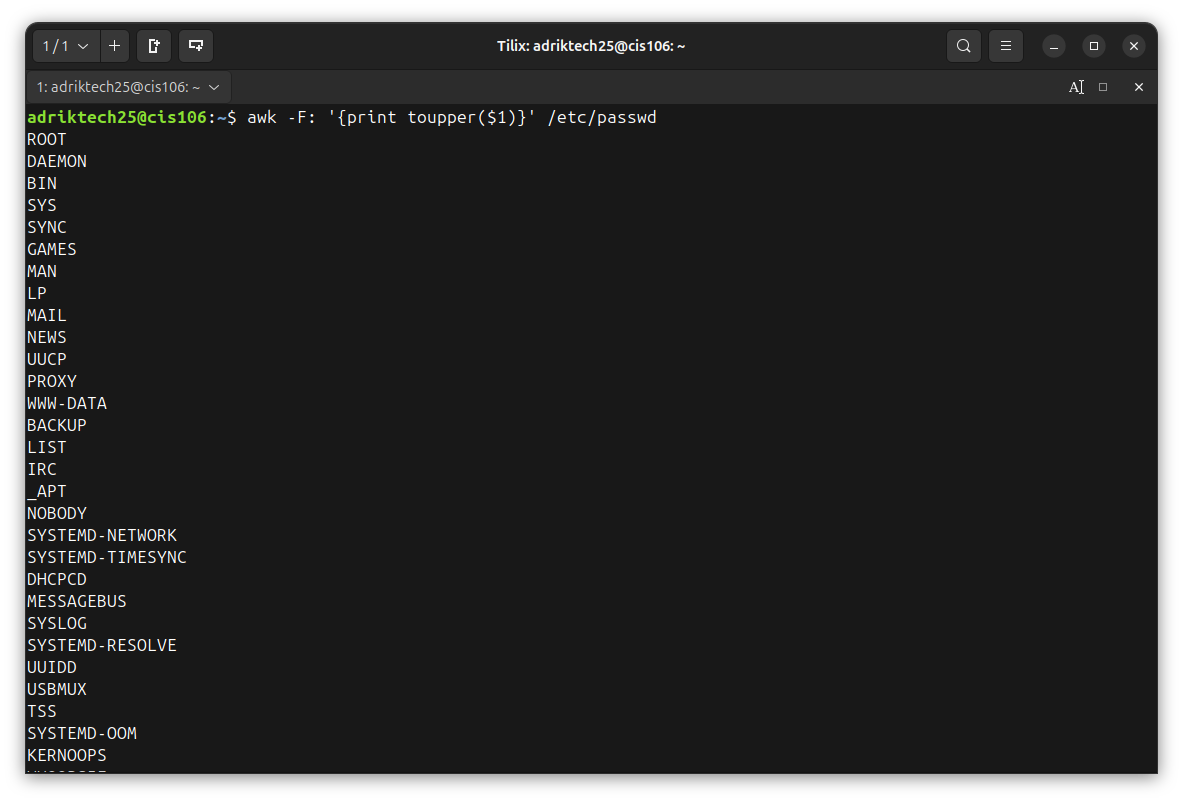 1 / 1
Tilix: adriktech25@cis106: ~
1: adriktech25@cis106: ~
adriktech25@cis106:~$ awk -F: '{print toupper($1)}' /etc/passwd
ROOT
DAEMON
BIN
SYS
SYNC
GAMES
MAN
LP
MAIL
NEWS
UUCP
PROXY
WWW-DATA
BACKUP
LIST
IRC
_APT
NOBODY
SYSTEMD-NETWORK
SYSTEMD-TIMESYNC
DHCPCD
MESSAGEBUS
SYSLOG
SYSTEMD-RESOLVE
UUIDD
USBMUX
TSS
SYSTEMD-OOM
KERNOOPS